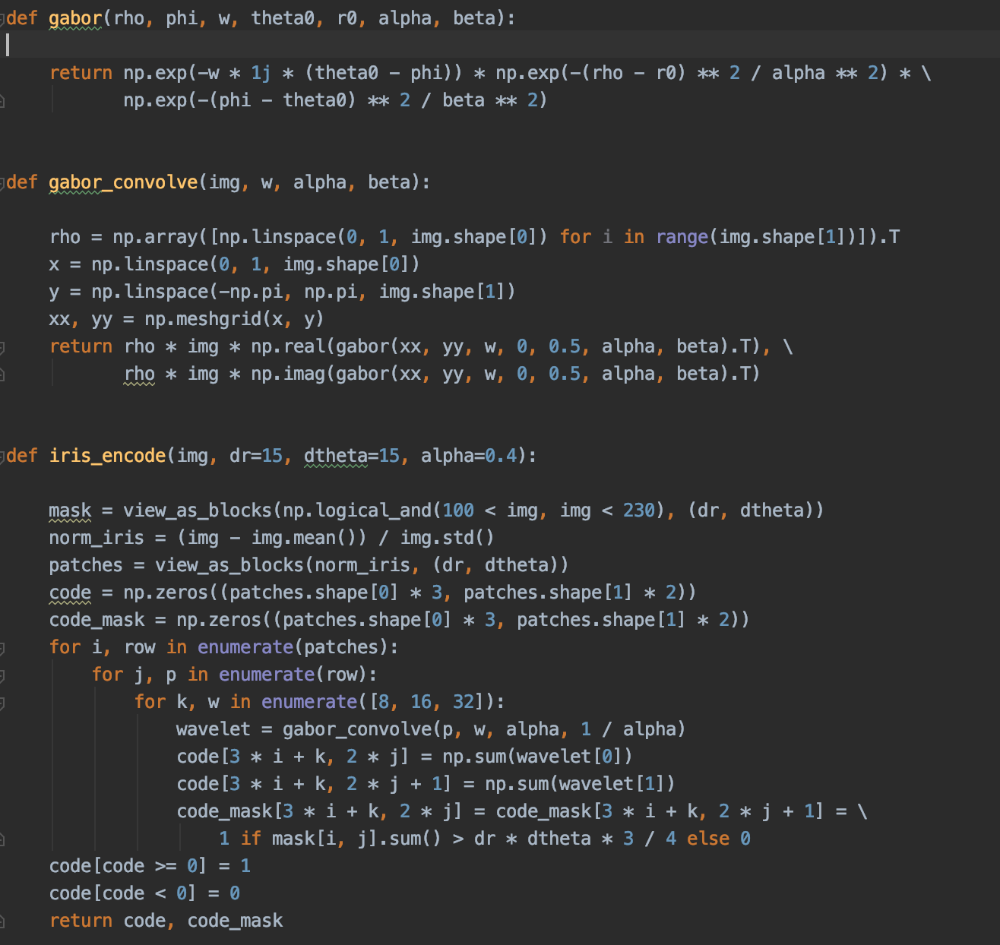 def gabor(rho, phi, w, theta0, r0, alpha, beta):
    return np.exp(-w * 1j * (theta0 - phi)) * np.exp(-(rho - r0) ** 2 / alpha ** 2) * \
           np.exp(-(phi - theta0) ** 2 / beta ** 2)
def gabor_convolve(img, w, alpha, beta):
    rho = np.array([np.linspace(0, 1, img.shape[0]) for i in range(img.shape[1])]).T
    x = np.linspace(0, 1, img.shape[0])
    y = np.linspace(-np.pi, np.pi, img.shape[1])
    xx, yy = np.meshgrid(x, y)
    return rho * img * np.real(gabor(xx, yy, w, 0, 0.5, alpha, beta).T), \
           rho * img * np.imag(gabor(xx, yy, w, 0, 0.5, alpha, beta).T)
def iris_encode(img, dr=15, dtheta=15, alpha=0.4):
    mask = view_as_blocks(np.logical_and(100 < img, img < 230), (dr, dtheta))
    norm_iris = (img - img.mean()) / img.std()
    patches = view_as_blocks(norm_iris, (dr, dtheta))
    code = np.zeros((patches.shape[0] * 3, patches.shape[1] * 2))
    code_mask = np.zeros((patches.shape[0] * 3, patches.shape[1] * 2))
    for i, row in enumerate(patches):
        for j, p in enumerate(row):
            for k, w in enumerate([8, 16, 32]):
                wavelet = gabor_convolve(p, w, alpha, 1 / alpha)
                code[3 * i + k, 2 * j] = np.sum(wavelet[0])
                code[3 * i + k, 2 * j + 1] = np.sum(wavelet[1])
                code_mask[3 * i + k, 2 * j] = code_mask[3 * i + k, 2 * j + 1] = \
                    1 if mask[i, j].sum() > dr * dtheta * 3 / 4 else 0
    code[code >= 0] = 1
    code[code < 0] = 0
    return code, code_mask